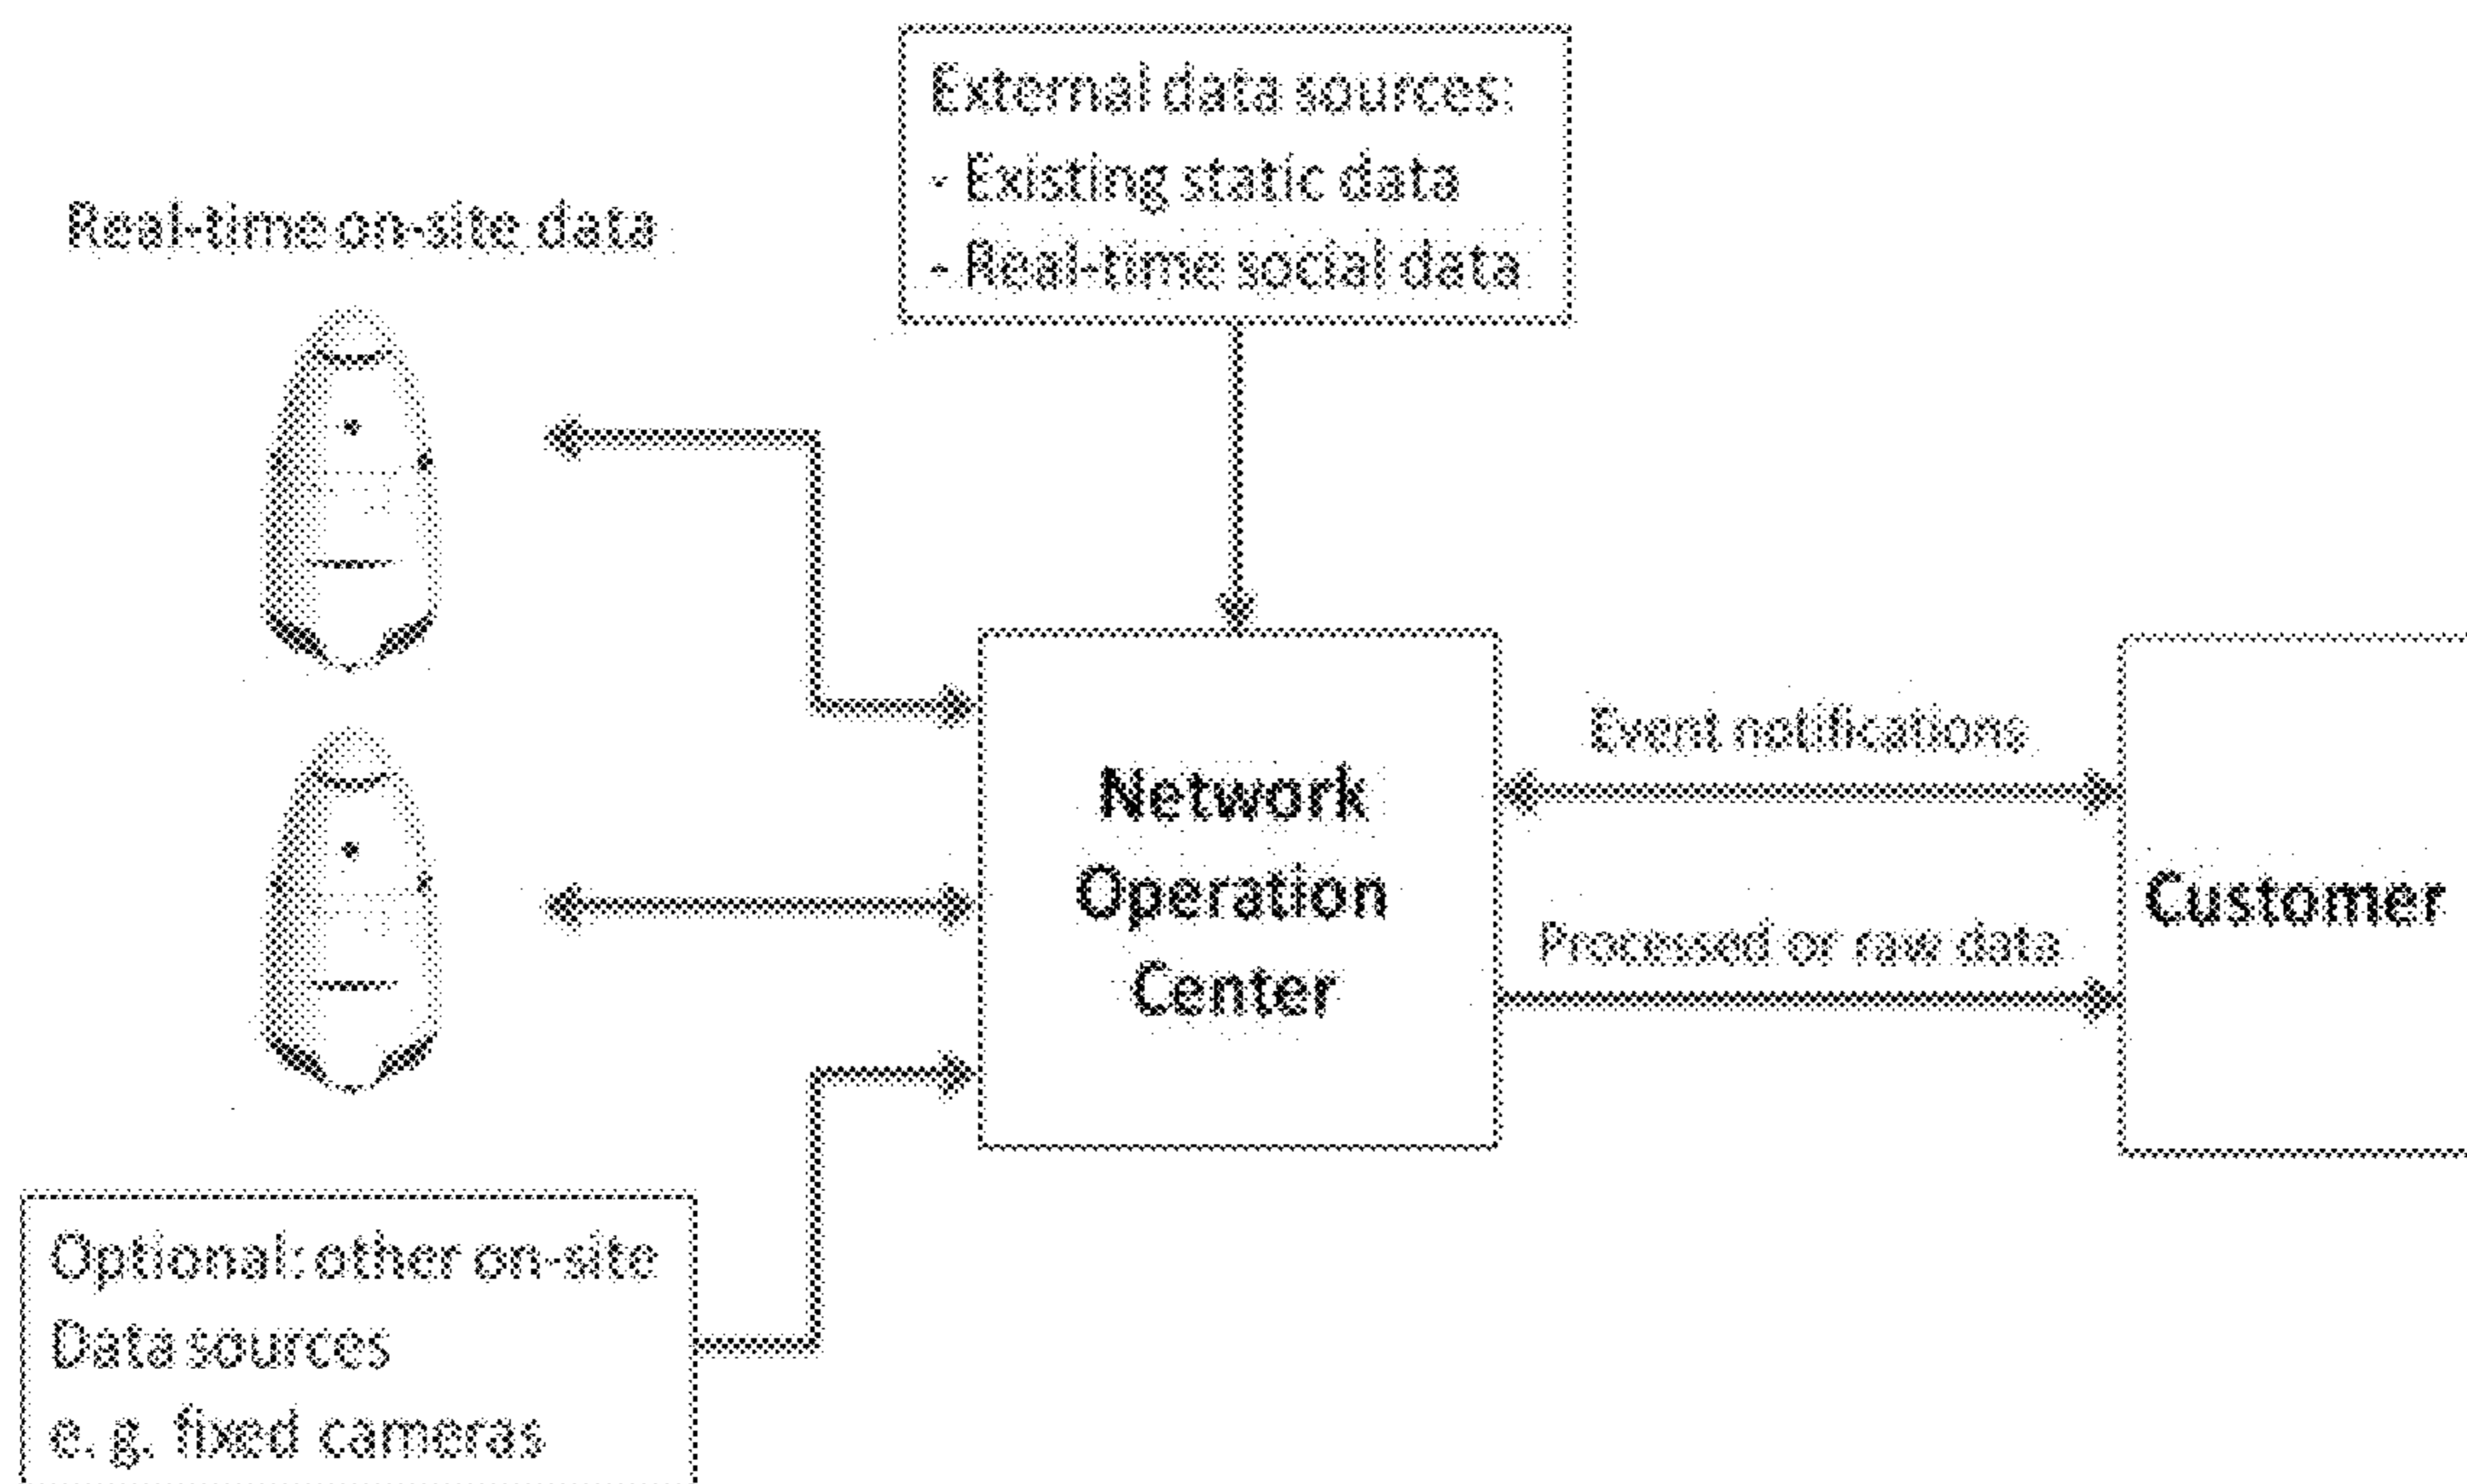 External data sources:
- Existing static data
- Real-time social data
Real-time on-site data
Network
Operation
Center
Event notifications
Processed or raw data
Customer
Optional: other on-site
Data sources
e. g. fixed cameras